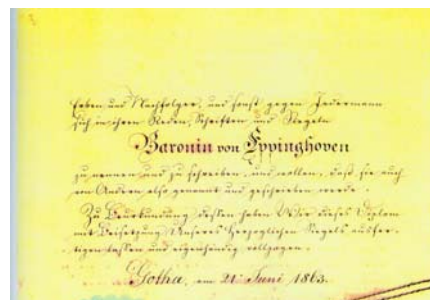 Erben und Nachfolger, und sonst gegen Jedermann
sich in ihren Reden, Schriften und Siegeln
Baronin von Eppinghoven
zu nennen und zu schreiben, und wollen, daß sie auch
von Andern also genannt und geschrieben werde.
Zu Beurkundung dessen haben Wir dieses Diplom
mit Beisetzung Unseres Herzoglichen Siegels ausfer-
tigen lassen und eigenhändig vollzogen.
Gotha, am 21 Juni 1863.